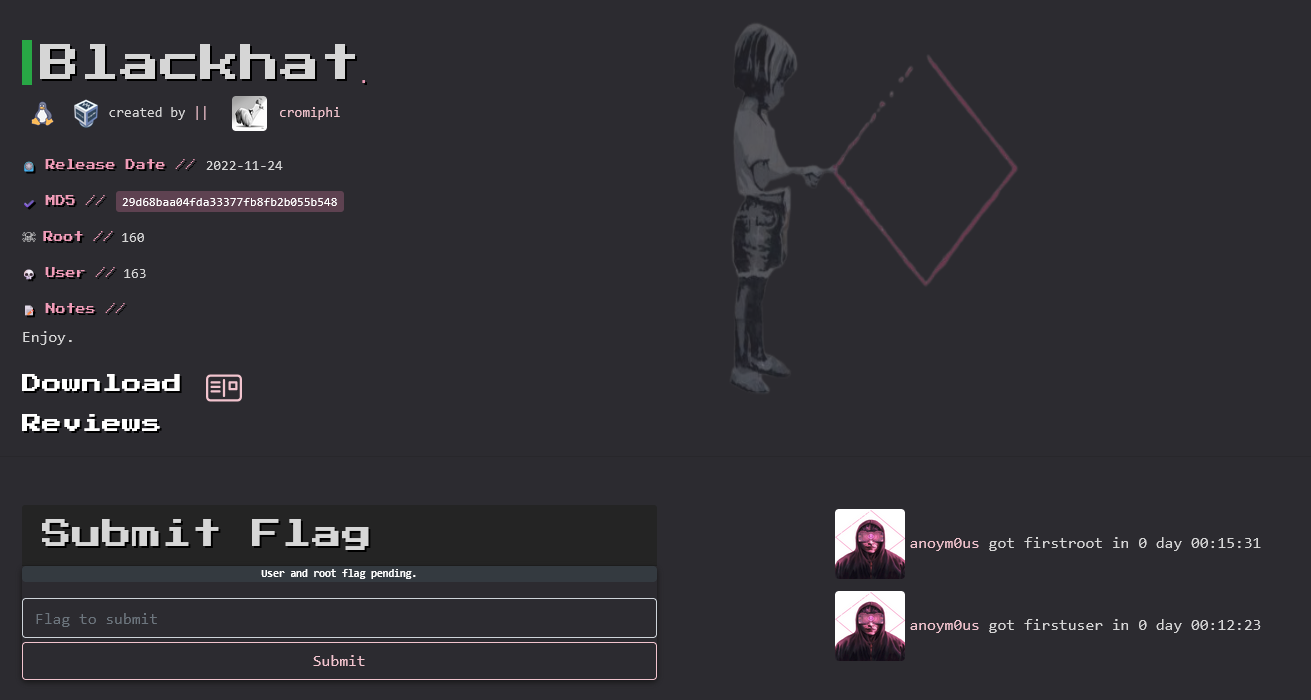 Blackhat.
created by || cromiphi
Release Date // 2022-11-24
MD5 // 29d68baa04fda33377fb8fb2b055b548
Root // 160
User // 163
Notes //
Enjoy.
Download
Reviews
Submit Flag
User and root flag pending.
Flag to submit
Submit
anoym0us got firstroot in 0 day 00:15:31
anoym0us got firstuser in 0 day 00:12:23